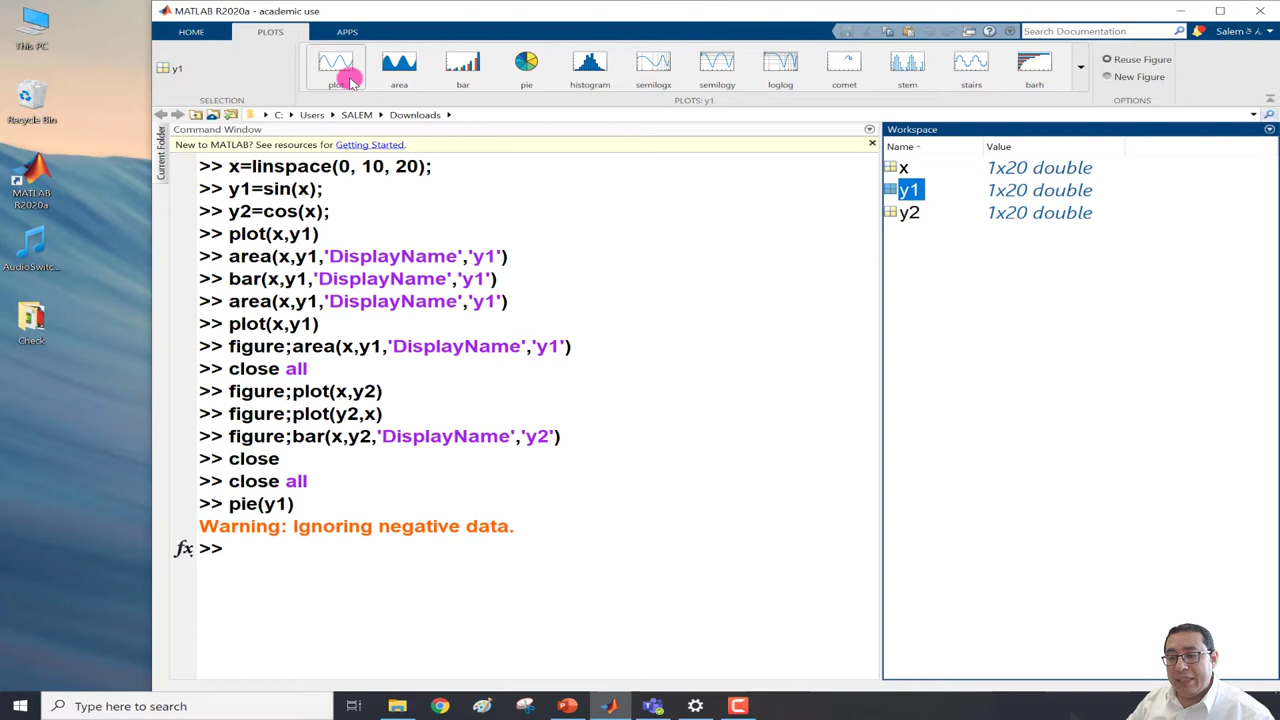 This PC
Recycle Bin
MATLAB
R2020a
AudioSwitc...
Check
MATLAB R2020a - academic use
HOME PLOTS APPS
Search Documentation
Salem さん
y1
plot area bar pie histogram semilogx semilogy loglog comet stem stairs barh
Reuse Figure
New Figure
SELECTION PLOTS: y1 OPTIONS
C: Users SALEM Downloads
Current Folder
Command Window
New to MATLAB? See resources for Getting Started.
>> x=linspace(0, 10, 20);
>> y1=sin(x);
>> y2=cos(x);
>> plot(x,y1)
>> area(x,y1,'DisplayName','y1')
>> bar(x,y1,'DisplayName','y1')
>> area(x,y1,'DisplayName','y1')
>> plot(x,y1)
>> figure;area(x,y1,'DisplayName','y1')
>> close all
>> figure;plot(x,y2)
>> figure;plot(y2,x)
>> figure;bar(x,y2,'DisplayName','y2')
>> close
>> close all
>> pie(y1)
Warning: Ignoring negative data.
fx >>
Workspace
Name Value
x 1x20 double
y1 1x20 double
y2 1x20 double
Type here to search